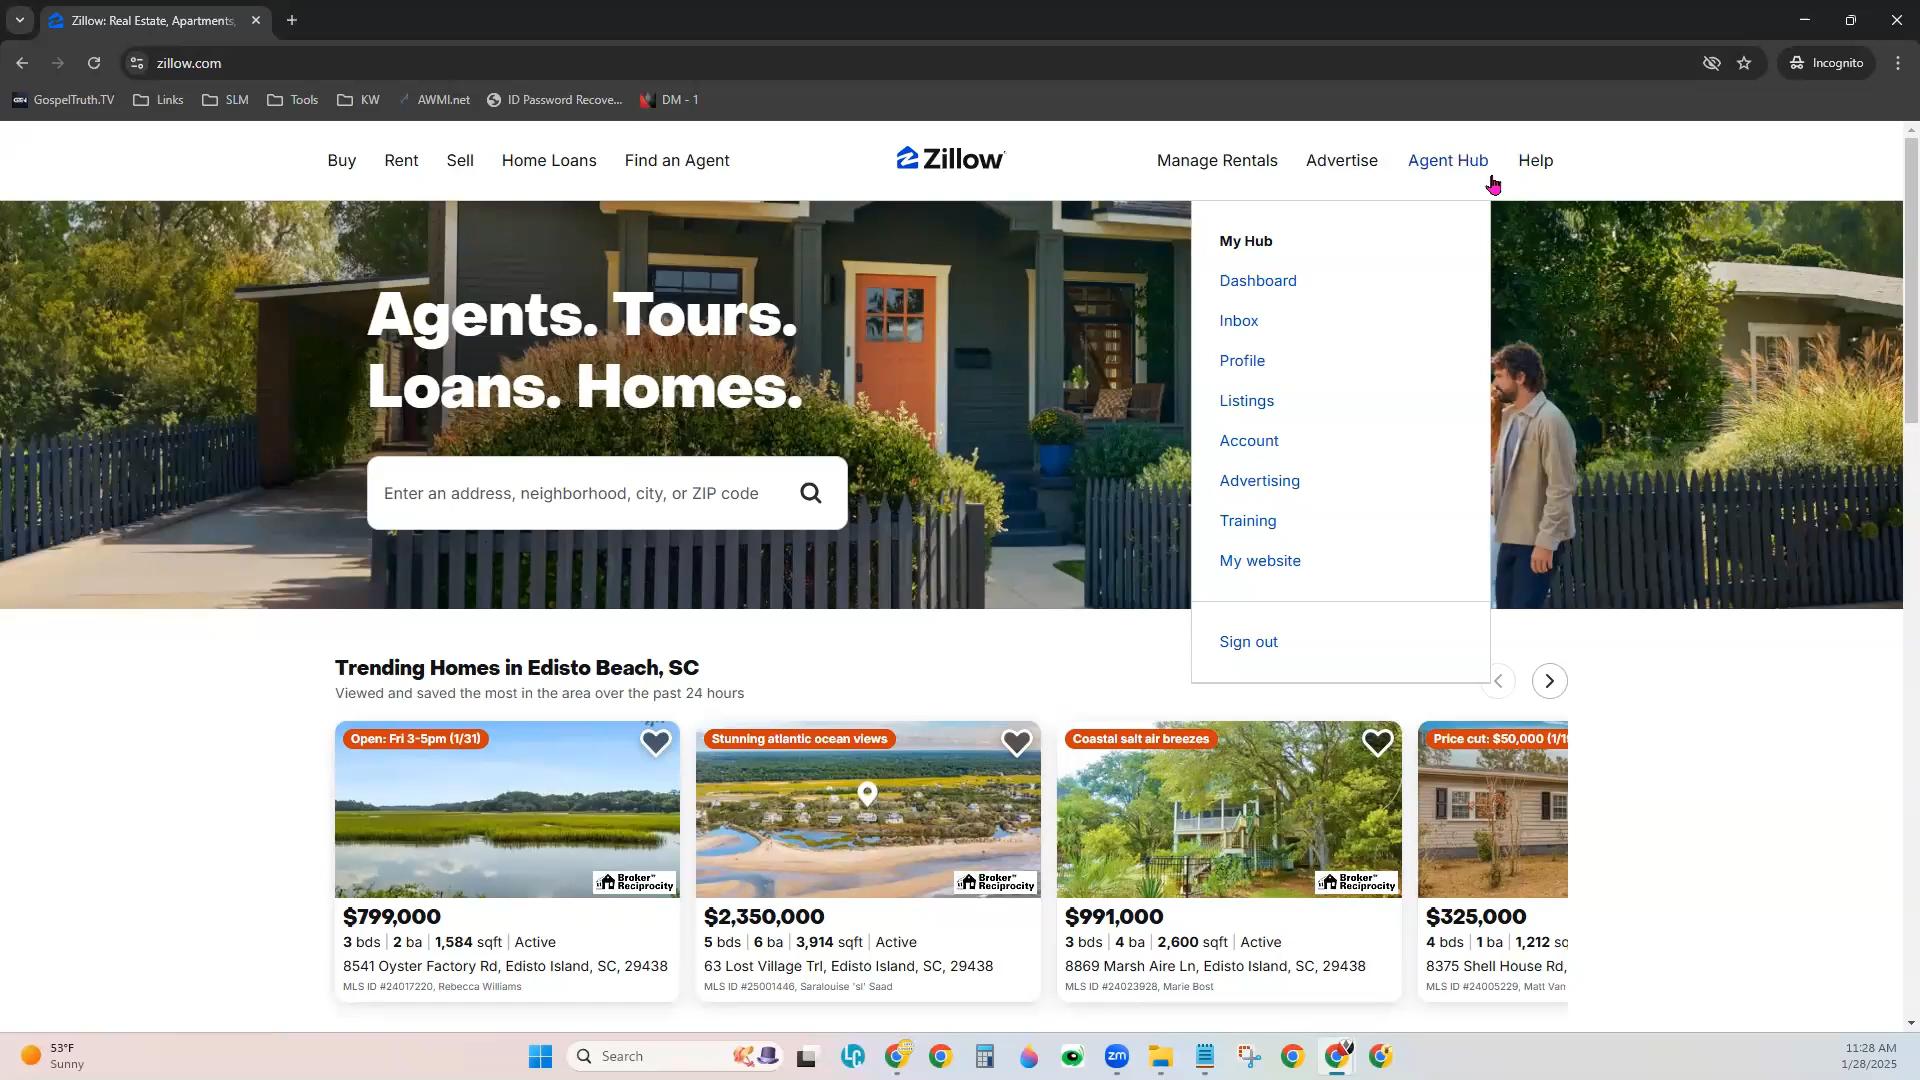 Zillow: Real Estate, Apartments,
zillow.com
Incognito
GospelTruth.TV
Links
SLM
Tools
KW
AWMI.net
ID Password Recove...
DM - 1
Buy
Rent
Sell
Home Loans
Find an Agent
Zillow
Manage Rentals
Advertise
Agent Hub
Help
Agents. Tours.
Loans. Homes.
Enter an address, neighborhood, city, or ZIP code
My Hub
Dashboard
Inbox
Profile
Listings
Account
Advertising
Training
My website
Sign out
Trending Homes in Edisto Beach, SC
Viewed and saved the most in the area over the past 24 hours
Open: Fri 3-5pm (1/31)
Broker™
Reciprocity
$799,000
3 bds | 2 ba | 1,584 sqft | Active
8541 Oyster Factory Rd, Edisto Island, SC, 29438
MLS ID #24017220, Rebecca Williams
Stunning atlantic ocean views
Broker™
Reciprocity
$2,350,000
5 bds | 6 ba | 3,914 sqft | Active
63 Lost Village Trl, Edisto Island, SC, 29438
MLS ID #25001446, Saralouise 'sl' Saad
Coastal salt air breezes
Broker™
Reciprocity
$991,000
3 bds | 4 ba | 2,600 sqft | Active
8869 Marsh Aire Ln, Edisto Island, SC, 29438
MLS ID #24023928, Marie Bost
Price cut: $50,000 (1/1
$325,000
4 bds | 1 ba | 1,212 sq
8375 Shell House Rd,
MLS ID #24005229, Matt Van
53°F
Sunny
Search
LC
zm
11:28 AM
1/28/2025